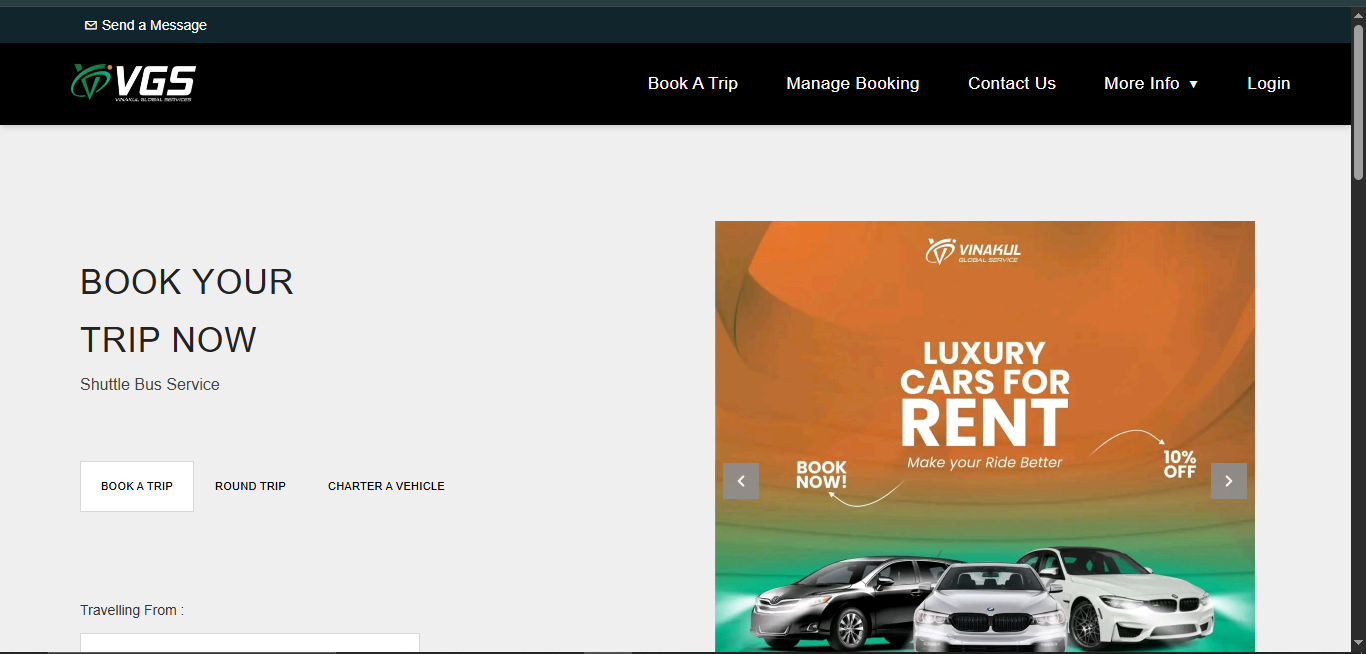 Send a Message
VGS
VINAKUL GLOBAL SERVICES
Book A Trip
Manage Booking
Contact Us
More Info ▼
Login
BOOK YOUR
TRIP NOW
Shuttle Bus Service
BOOK A TRIP
ROUND TRIP
CHARTER A VEHICLE
Travelling From :
VINAKUL
GLOBAL SERVICE
LUXURY
CARS FOR
RENT
Make your Ride Better
BOOK
NOW!
10%
OFF